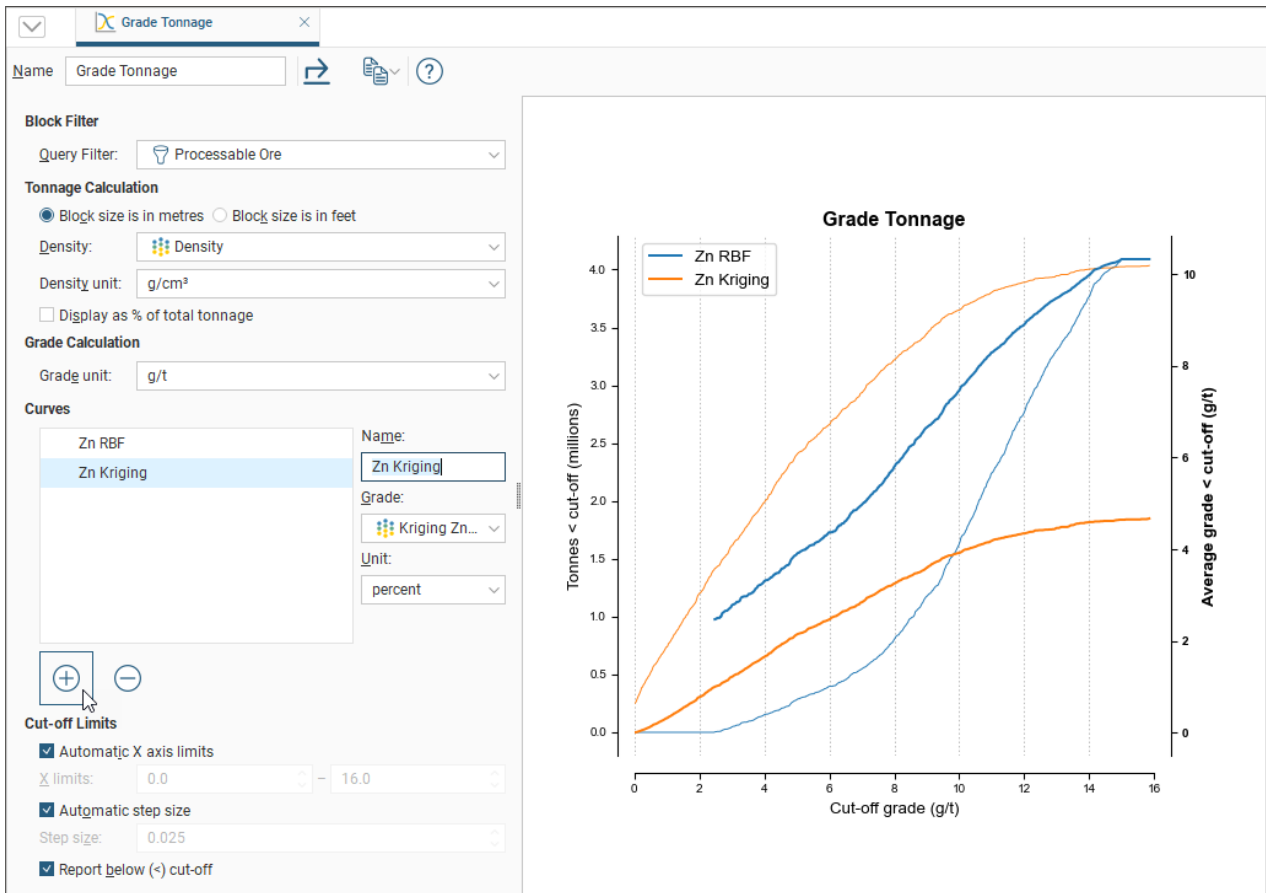 Grade Tonnage
Name Grade Tonnage
Block Filter
Query Filter: Processable Ore
Tonnage Calculation
Block size is in metres Block size is in feet
Density: Density
Density unit: g/cm³
Display as % of total tonnage
Grade Calculation
Grade unit: g/t
Curves
Zn RBF
Zn Kriging
Name:
Zn Kriging
Grade:
Kriging Zn...
Unit:
percent
Cut-off Limits
Automatic X axis limits
X limits: 0.0 – 16.0
Automatic step size
Step size: 0.025
Report below (<) cut-off
Grade Tonnage
Zn RBF
Zn Kriging
Tonnes < cut-off (millions)
4.0
3.5
3.0
2.5
2.0
1.5
1.0
0.5
0.0
10
8
6
4
2
0
Average grade < cut-off (g/t)
0 2 4 6 8 10 12 14 16
Cut-off grade (g/t)